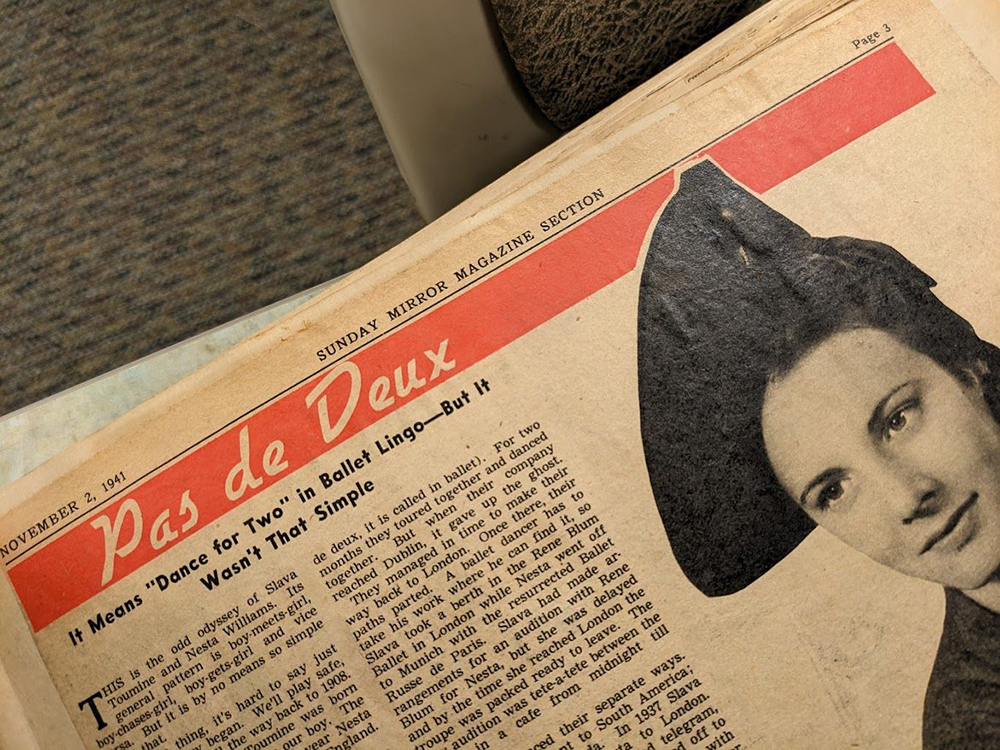 NOVEMBER 2, 1941
SUNDAY MIRROR MAGAZINE SECTION
Page 3
Pas de Deux
It Means "Dance for Two" in Ballet Lingo—But It
Wasn't That Simple
THIS is the odd odyssey of Slava
Toumine and Nesta Williams. Its
general pattern is boy-meets-girl,
boy-chases-girl, boy-gets-girl and vice
versa. But it is by no means so simple
that.
thing, it's hard to say just
began. We'll play safe,
the way back to 1908.
Toumine was born
our boy. The
year Nesta
England.
de deux, it is called in ballet). For two
months they toured together and danced
together. But when their company
reached Dublin, it gave up the ghost.
They managed in time to make their
way back to London. Once there, their
paths parted. A ballet dancer has to
take his work where he can find it, so
Slava took a berth in the Rene Blum
Ballet in London while Nesta went off
to Munich with the resurrected Ballet
Russe de Paris. Slava had made ar-
rangements for an audition with Rene
Blum for Nesta, but she was delayed
and by the time she reached London the
troupe was packed ready to leave. The
audition was a tete-a-tete between the
in a cafe from midnight till
their separate ways.
to South America;
In 1937 Slava
to London.
telegram,
off to
with